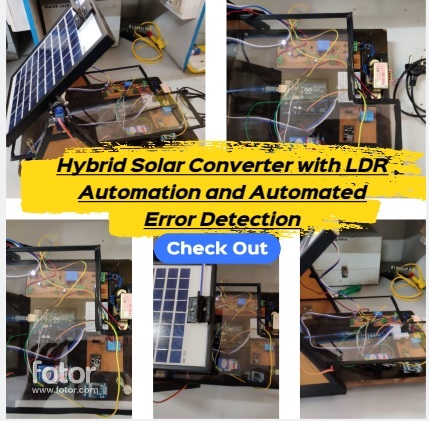 Hybrid Solar Converter with LDR
Automation and Automated
Error Detection
Check Out
fotor
www.fotor.com